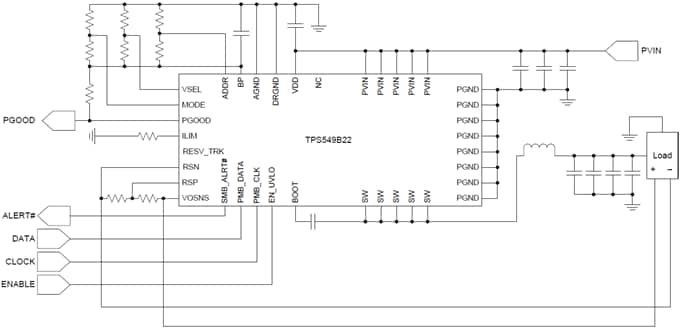 ADDR
BP
AGND
DRGND
VDD
NC
PVIN
PVIN
PVIN
PVIN
PVIN
PVIN
VSEL
MODE
PGOOD
PGOOD
ILIM
RESV_TRK
RSN
RSP
VOSNS
TPS549B22
PGND
PGND
PGND
PGND
PGND
PGND
PGND
PGND
SMB_ALRT#
PMB_DATA
PMB_CLK
EN_UVLO
BOOT
SW
SW
SW
SW
SW
Load
+ −
ALERT#
DATA
CLOCK
ENABLE